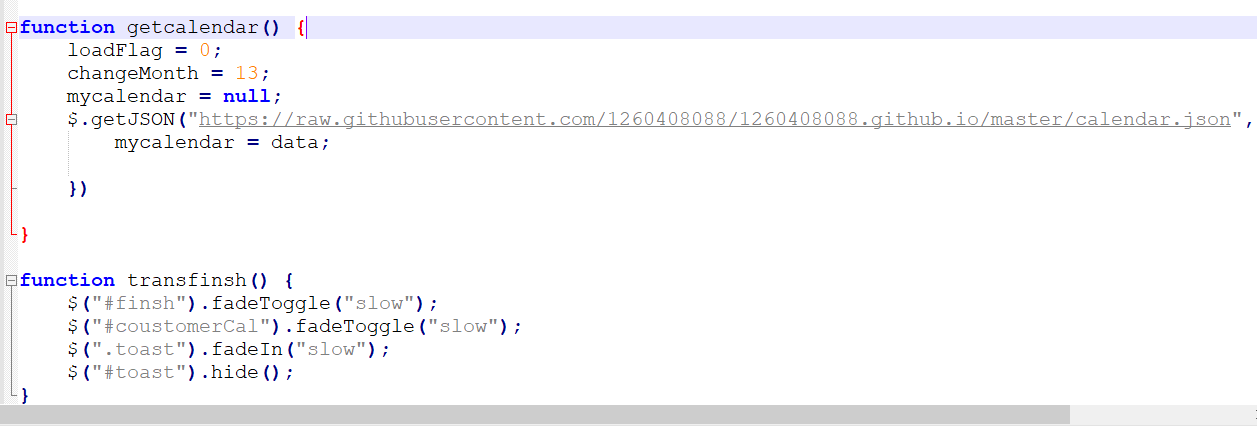 function getcalendar() {
    loadFlag = 0;
    changeMonth = 13;
    mycalendar = null;
    $.getJSON("https://raw.githubusercontent.com/1260408088/1260408088.github.io/master/calendar.json",
        mycalendar = data;
    })
}
function transfinsh() {
    $("#finsh").fadeToggle("slow");
    $("#coustomerCal").fadeToggle("slow");
    $(".toast").fadeIn("slow");
    $("#toast").hide();
}